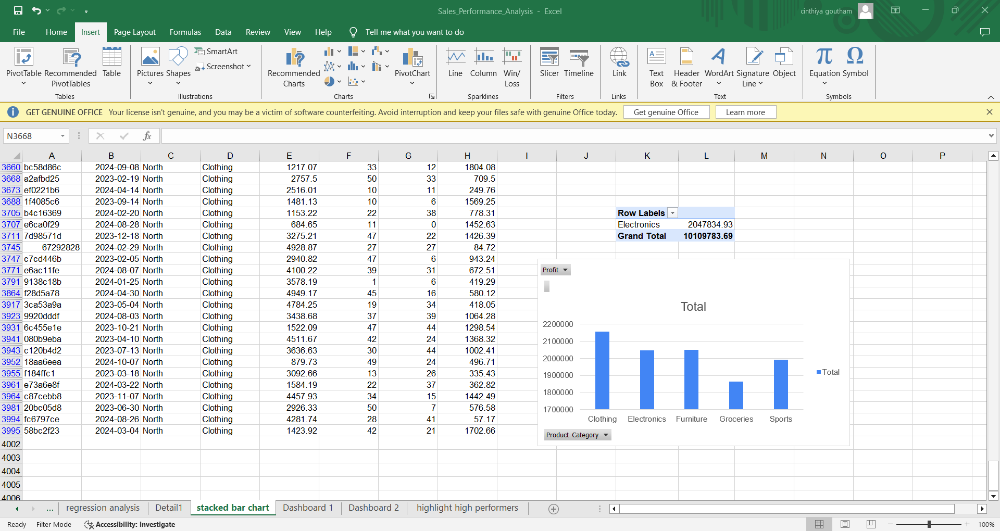 Sales_Performance_Analysis - Excel
cinthiya goutham
File Home Insert Page Layout Formulas Data Review View Help Tell me what you want to do
PivotTable Recommended PivotTables Table
Tables
Pictures Shapes SmartArt Screenshot
Illustrations
Recommended Charts PivotChart
Charts
Line Column Win/ Loss
Sparklines
Slicer Timeline
Filters
Link
Links
Text Box Header & Footer WordArt Signature Line Object
Text
Equation Symbol
Symbols
GET GENUINE OFFICE Your license isn't genuine, and you may be a victim of software counterfeiting. Avoid interruption and keep your files safe with genuine Office today. Get genuine Office Learn more
N3668 fx
A B C D E F G H I J K L M N O P
3660 bc58d86c 2024-09-08 North Clothing 1217.07 33 12 1804.08
3668 a2afbd25 2023-02-19 North Clothing 2757.5 50 33 709.5
3673 ef0221b6 2024-04-14 North Clothing 2516.01 10 11 249.76
3688 1f4085c6 2023-09-14 North Clothing 1481.13 10 6 1569.25
3705 b4c16369 2024-02-20 North Clothing 1153.22 22 38 778.31 Row Labels
3707 e6ca0f29 2024-08-28 North Clothing 684.65 11 0 1452.63 Electronics 2047834.93
3711 7d98571d 2023-12-18 North Clothing 3275.21 47 22 1426.39 Grand Total 10109783.69
3745 67292828 2024-02-29 North Clothing 4928.87 27 27 84.72
3747 c7cd446b 2023-02-05 North Clothing 2940.82 47 6 943.24
3771 e6ac11fe 2024-08-07 North Clothing 4100.22 39 31 672.51
3791 9138c18b 2024-01-25 North Clothing 3578.19 1 6 419.29
3864 f28d5a78 2024-04-30 North Clothing 4949.17 45 16 580.12
3917 3ca53a9a 2023-05-04 North Clothing 4784.25 19 34 418.05
3923 9920dddf 2024-08-03 North Clothing 3438.68 37 39 1064.28
3931 6c455e1e 2023-10-21 North Clothing 1522.09 47 44 1298.54
3941 080b9eba 2023-04-10 North Clothing 4511.67 42 24 1368.32
3943 c120b4d2 2023-07-13 North Clothing 3636.63 30 44 1002.41
3952 18aa6eea 2024-10-07 North Clothing 879.73 49 24 496.71
3955 f184ffc1 2023-03-18 North Clothing 3092.66 13 26 335.43
3961 e73a6e8f 2024-03-22 North Clothing 1584.19 22 37 362.82
3964 c87cebb8 2023-11-07 North Clothing 4457.93 34 15 1442.49
3981 20bc05d8 2023-06-30 North Clothing 2926.33 50 7 576.58
3994 fc6797ce 2024-08-26 North Clothing 4281.74 28 41 57.17
3995 58bc2f23 2024-03-04 North Clothing 1423.92 42 21 1702.66
4002
4003
4004
4005
4006
Profit
Total
2200000
2100000
2000000
1900000
1800000
1700000
Clothing Electronics Furniture Groceries Sports
Total
Product Category
... regression analysis Detail1 stacked bar chart Dashboard 1 Dashboard 2 highlight high performers
Ready Filter Mode Accessibility: Investigate 100%